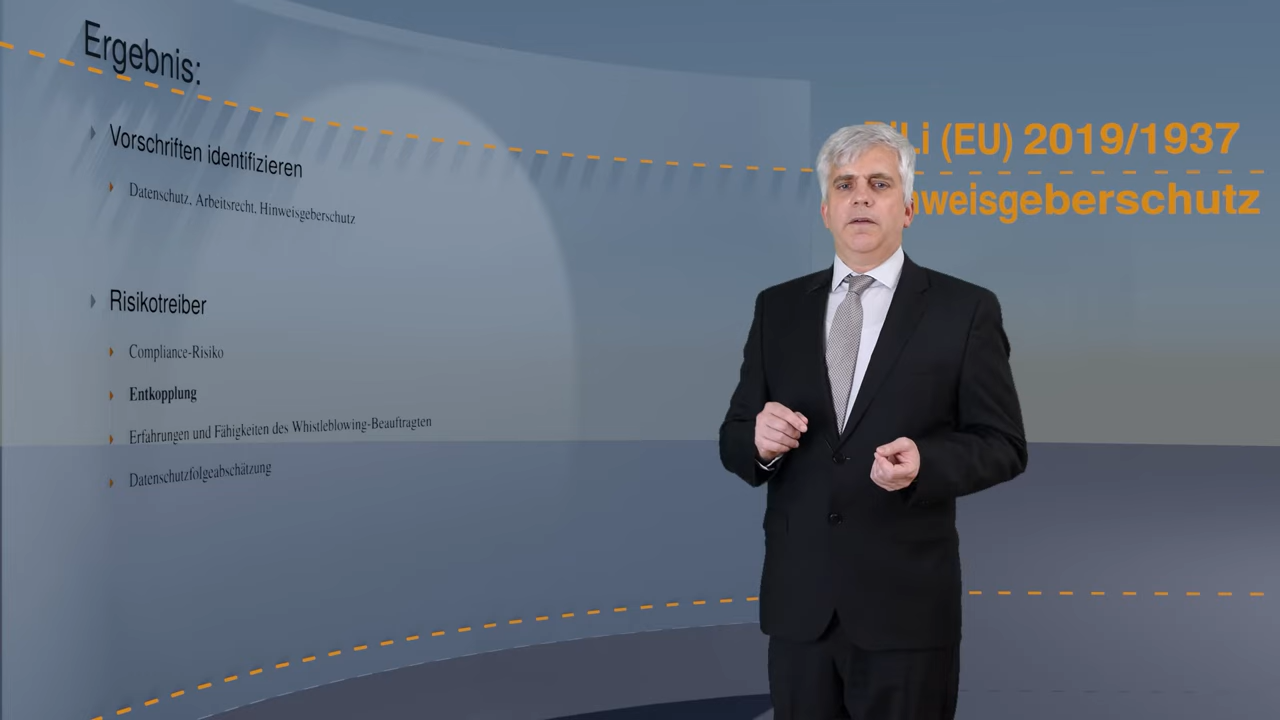 Ergebnis:
Vorschriften identifizieren
Datenschutz, Arbeitsrecht, Hinweisgeberschutz
Risikotreiber
Compliance-Risiko
Entkopplung
Erfahrungen und Fähigkeiten des Whistleblowing-Beauftragten
Datenschutzfolgeabschätzung
(EU) 2019/1937